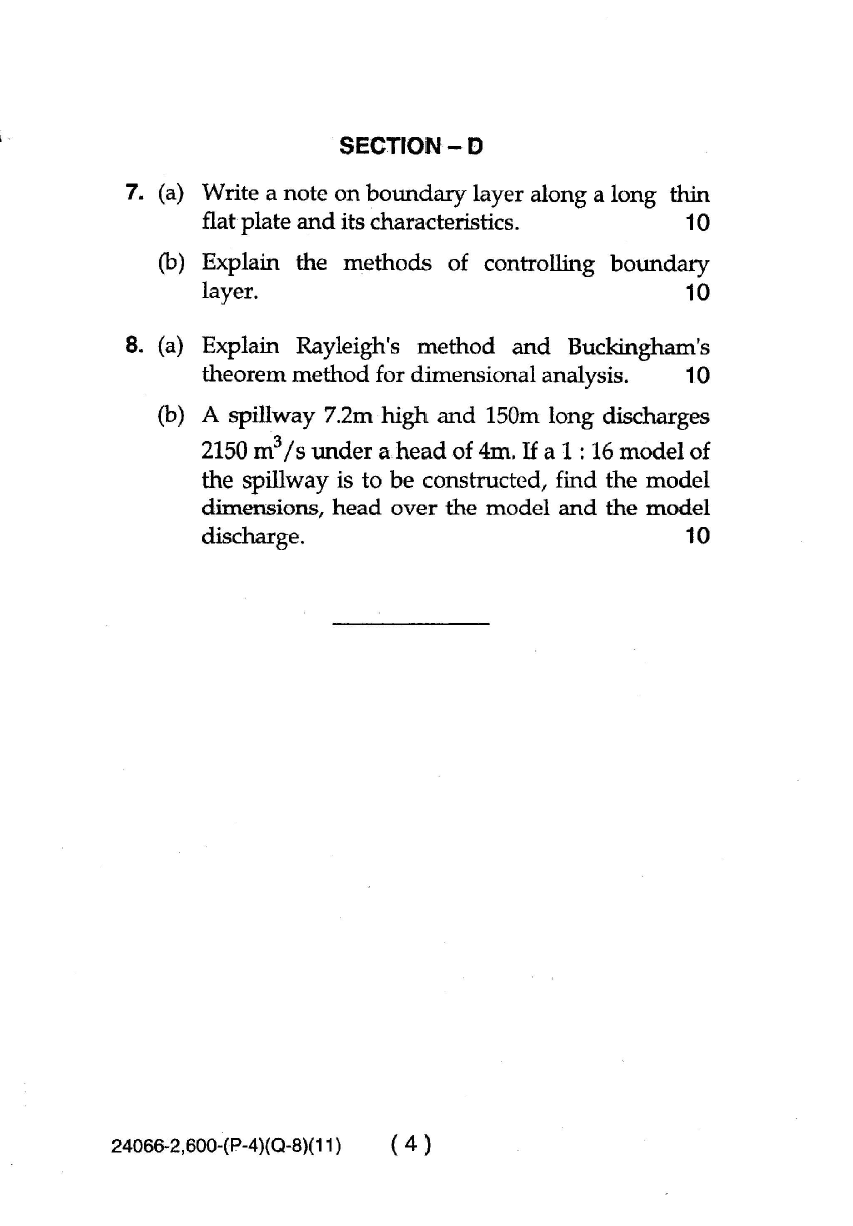 SECTION – D
7. (a) Write a note on boundary layer along a long thin
flat plate and its characteristics. 10
(b) Explain the methods of controlling boundary
layer. 10
8. (a) Explain Rayleigh's method and Buckingham's
theorem method for dimensional analysis. 10
(b) A spillway 7.2m high and 150m long discharges
2150 m³/s under a head of 4m. If a 1 : 16 model of
the spillway is to be constructed, find the model
dimensions, head over the model and the model
discharge. 10
24066-2,600-(P-4)(Q-8)(11) ( 4 )